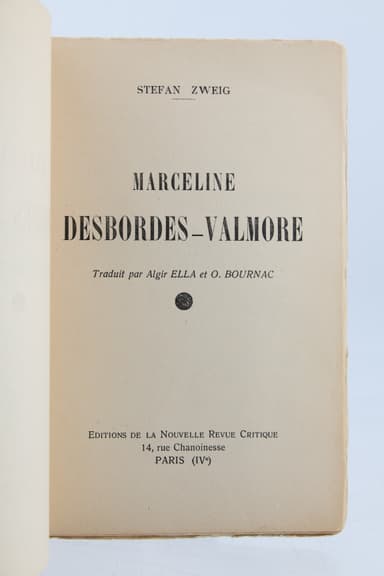 STEFAN ZWEIG
MARCELINE
DESBORDES-VALMORE
Traduit par Algir ELLA et O. BOURNAC
EDITIONS DE LA NOUVELLE REVUE CRITIQUE
14, rue Chanoinesse
PARIS (IVᵉ)